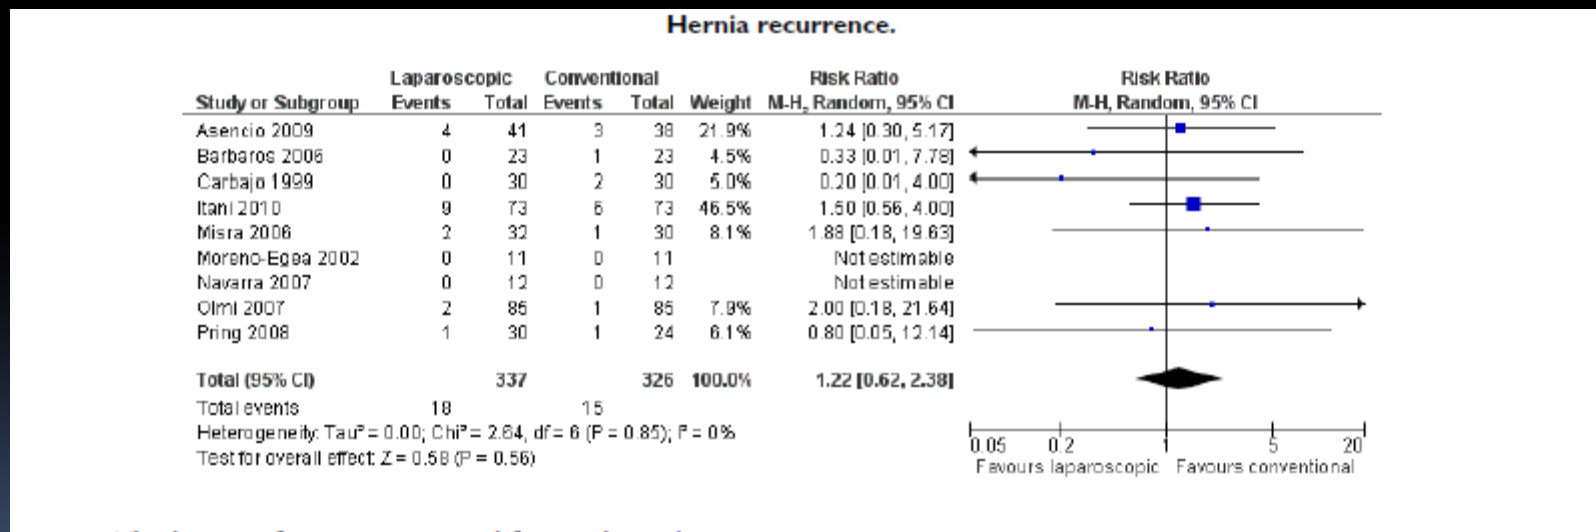 Hernia recurrence.
Laparoscopic Conventional Risk Ratio Risk Ratio
Study or Subgroup Events Total Events Total Weight M-H, Random, 95% CI M-H, Random, 95% CI
Asencio 2009 4 41 3 38 21.9% 1.24 [0.30, 5.17]
Barbaros 2006 0 23 1 23 4.5% 0.33 [0.01, 7.78]
Carbajo 1999 0 30 2 30 5.0% 0.20 [0.01, 4.00]
Itani 2010 9 73 6 73 46.5% 1.50 [0.56, 4.00]
Misra 2006 2 32 1 30 8.1% 1.88 [0.18, 19.63]
Moreno-Egea 2002 0 11 0 11 Not estimable
Navarra 2007 0 12 0 12 Not estimable
Olmi 2007 2 85 1 85 7.9% 2.00 [0.18, 21.64]
Pring 2008 1 30 1 24 6.1% 0.80 [0.05, 12.14]
Total (95% CI) 337 326 100.0% 1.22 [0.62, 2.38]
Total events 18 15
Heterogeneity: Tau² = 0.00; Chi² = 2.64, df = 6 (P = 0.85); I² = 0%
Test for overall effect: Z = 0.58 (P = 0.56)
0.05 0.2 1 5 20
Favours laparoscopic Favours conventional